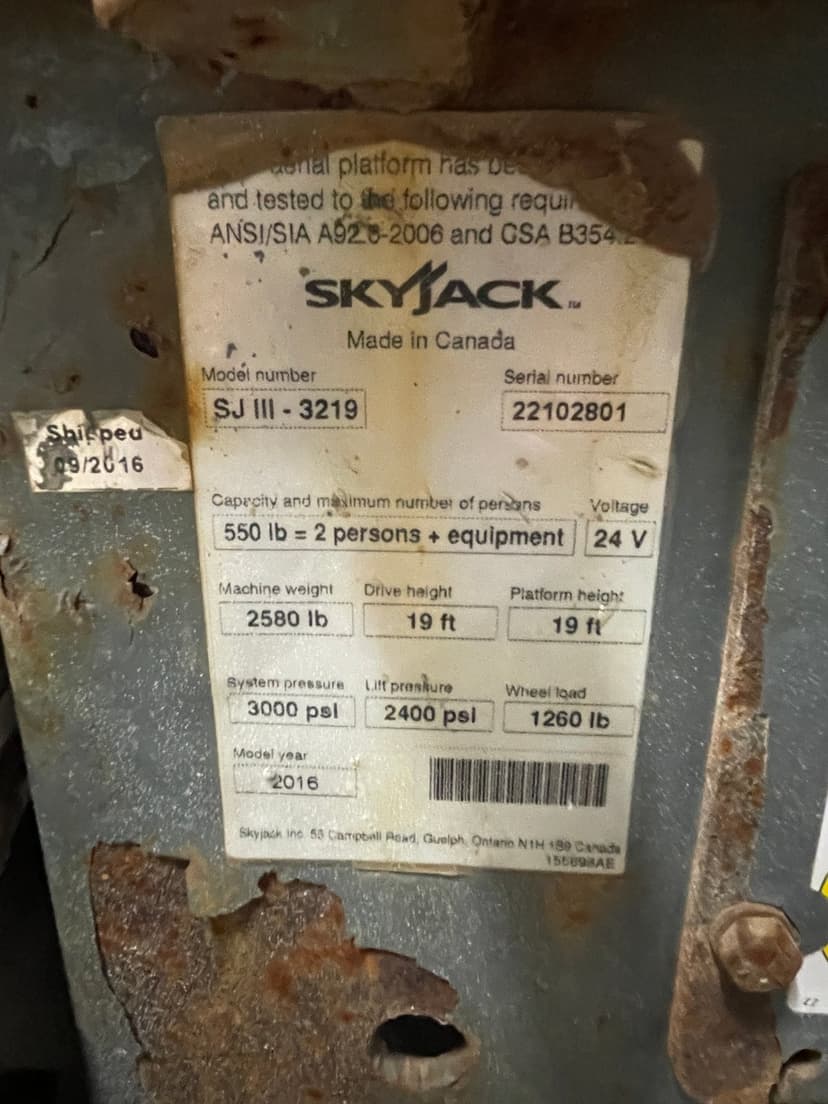 aerial platform has
and tested to the following
ANSI/SIA A92.6-2006 and CSA B354.2
SKYJACK TM
Made in Canada
Model number Serial number
SJ III - 3219 22102801
Shipped
09/2016
Capacity and maximum number of persons Voltage
550 lb = 2 persons + equipment 24 V
Machine weight Drive height Platform height
2580 lb 19 ft 19 ft
System pressure Lift pressure Wheel load
3000 psi 2400 psi 1260 lb
Model year
2016
Skyjack Inc. 55 Campbell Road, Guelph, Ontario N1H 1B9 Canada